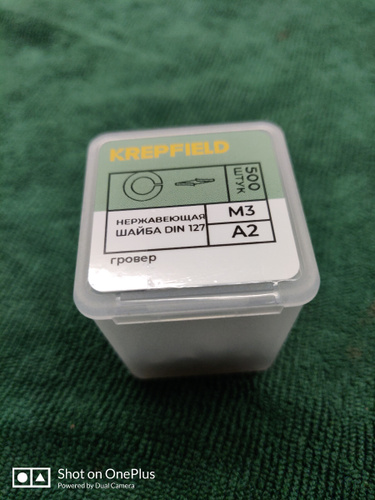 KREPFIELD
500
ШТУК
НЕРЖАВЕЮЩАЯ
ШАЙБА DIN 127
M3
A2
гровер
Shot on OnePlus
Powered by Dual Camera